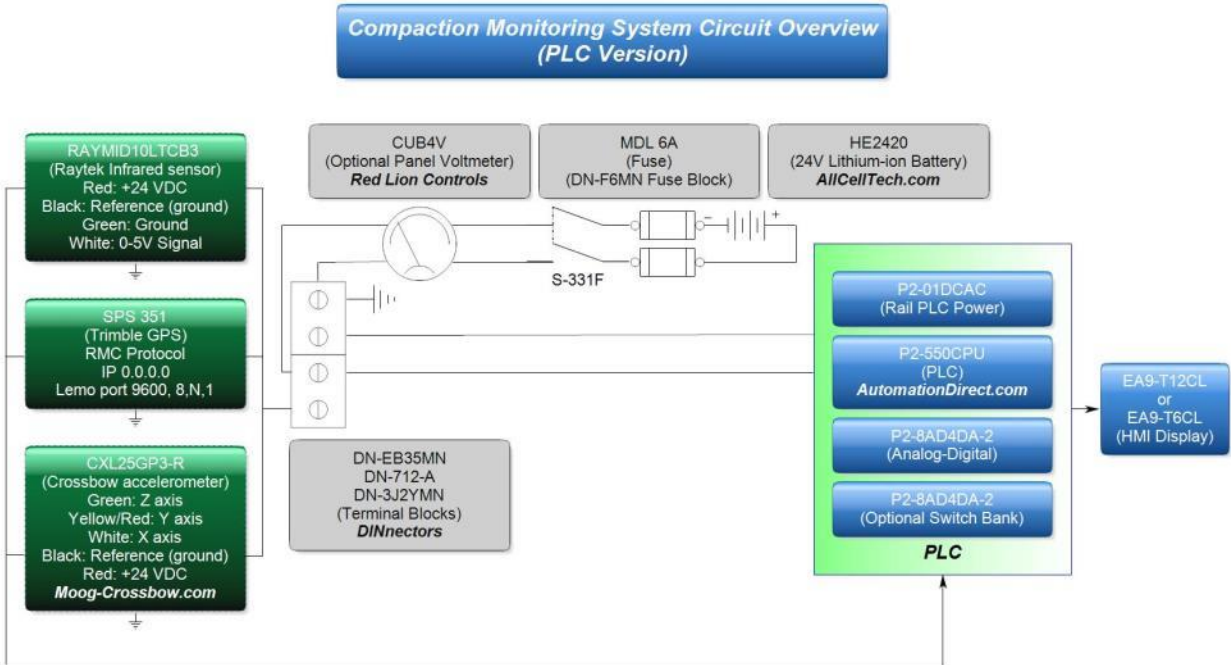 Compaction Monitoring System Circuit Overview
(PLC Version)
RAYMID10LTCB3
(Raytek Infrared sensor)
Red: +24 VDC
Black: Reference (ground)
Green: Ground
White: 0-5V Signal
SPS 351
(Trimble GPS)
RMC Protocol
IP 0.0.0.0
Lemo port 9600, 8,N,1
CXL25GP3-R
(Crossbow accelerometer)
Green: Z axis
Yellow/Red: Y axis
White: X axis
Black: Reference (ground)
Red: +24 VDC
Moog-Crossbow.com
CUB4V
(Optional Panel Voltmeter)
Red Lion Controls
MDL 6A
(Fuse)
(DN-F6MN Fuse Block)
HE2420
(24V Lithium-ion Battery)
AllCellTech.com
− +
S-331F
DN-EB35MN
DN-712-A
DN-3J2YMN
(Terminal Blocks)
DINnectors
P2-01DCAC
(Rail PLC Power)
P2-550CPU
(PLC)
AutomationDirect.com
P2-8AD4DA-2
(Analog-Digital)
P2-8AD4DA-2
(Optional Switch Bank)
PLC
EA9-T12CL
or
EA9-T6CL
(HMI Display)